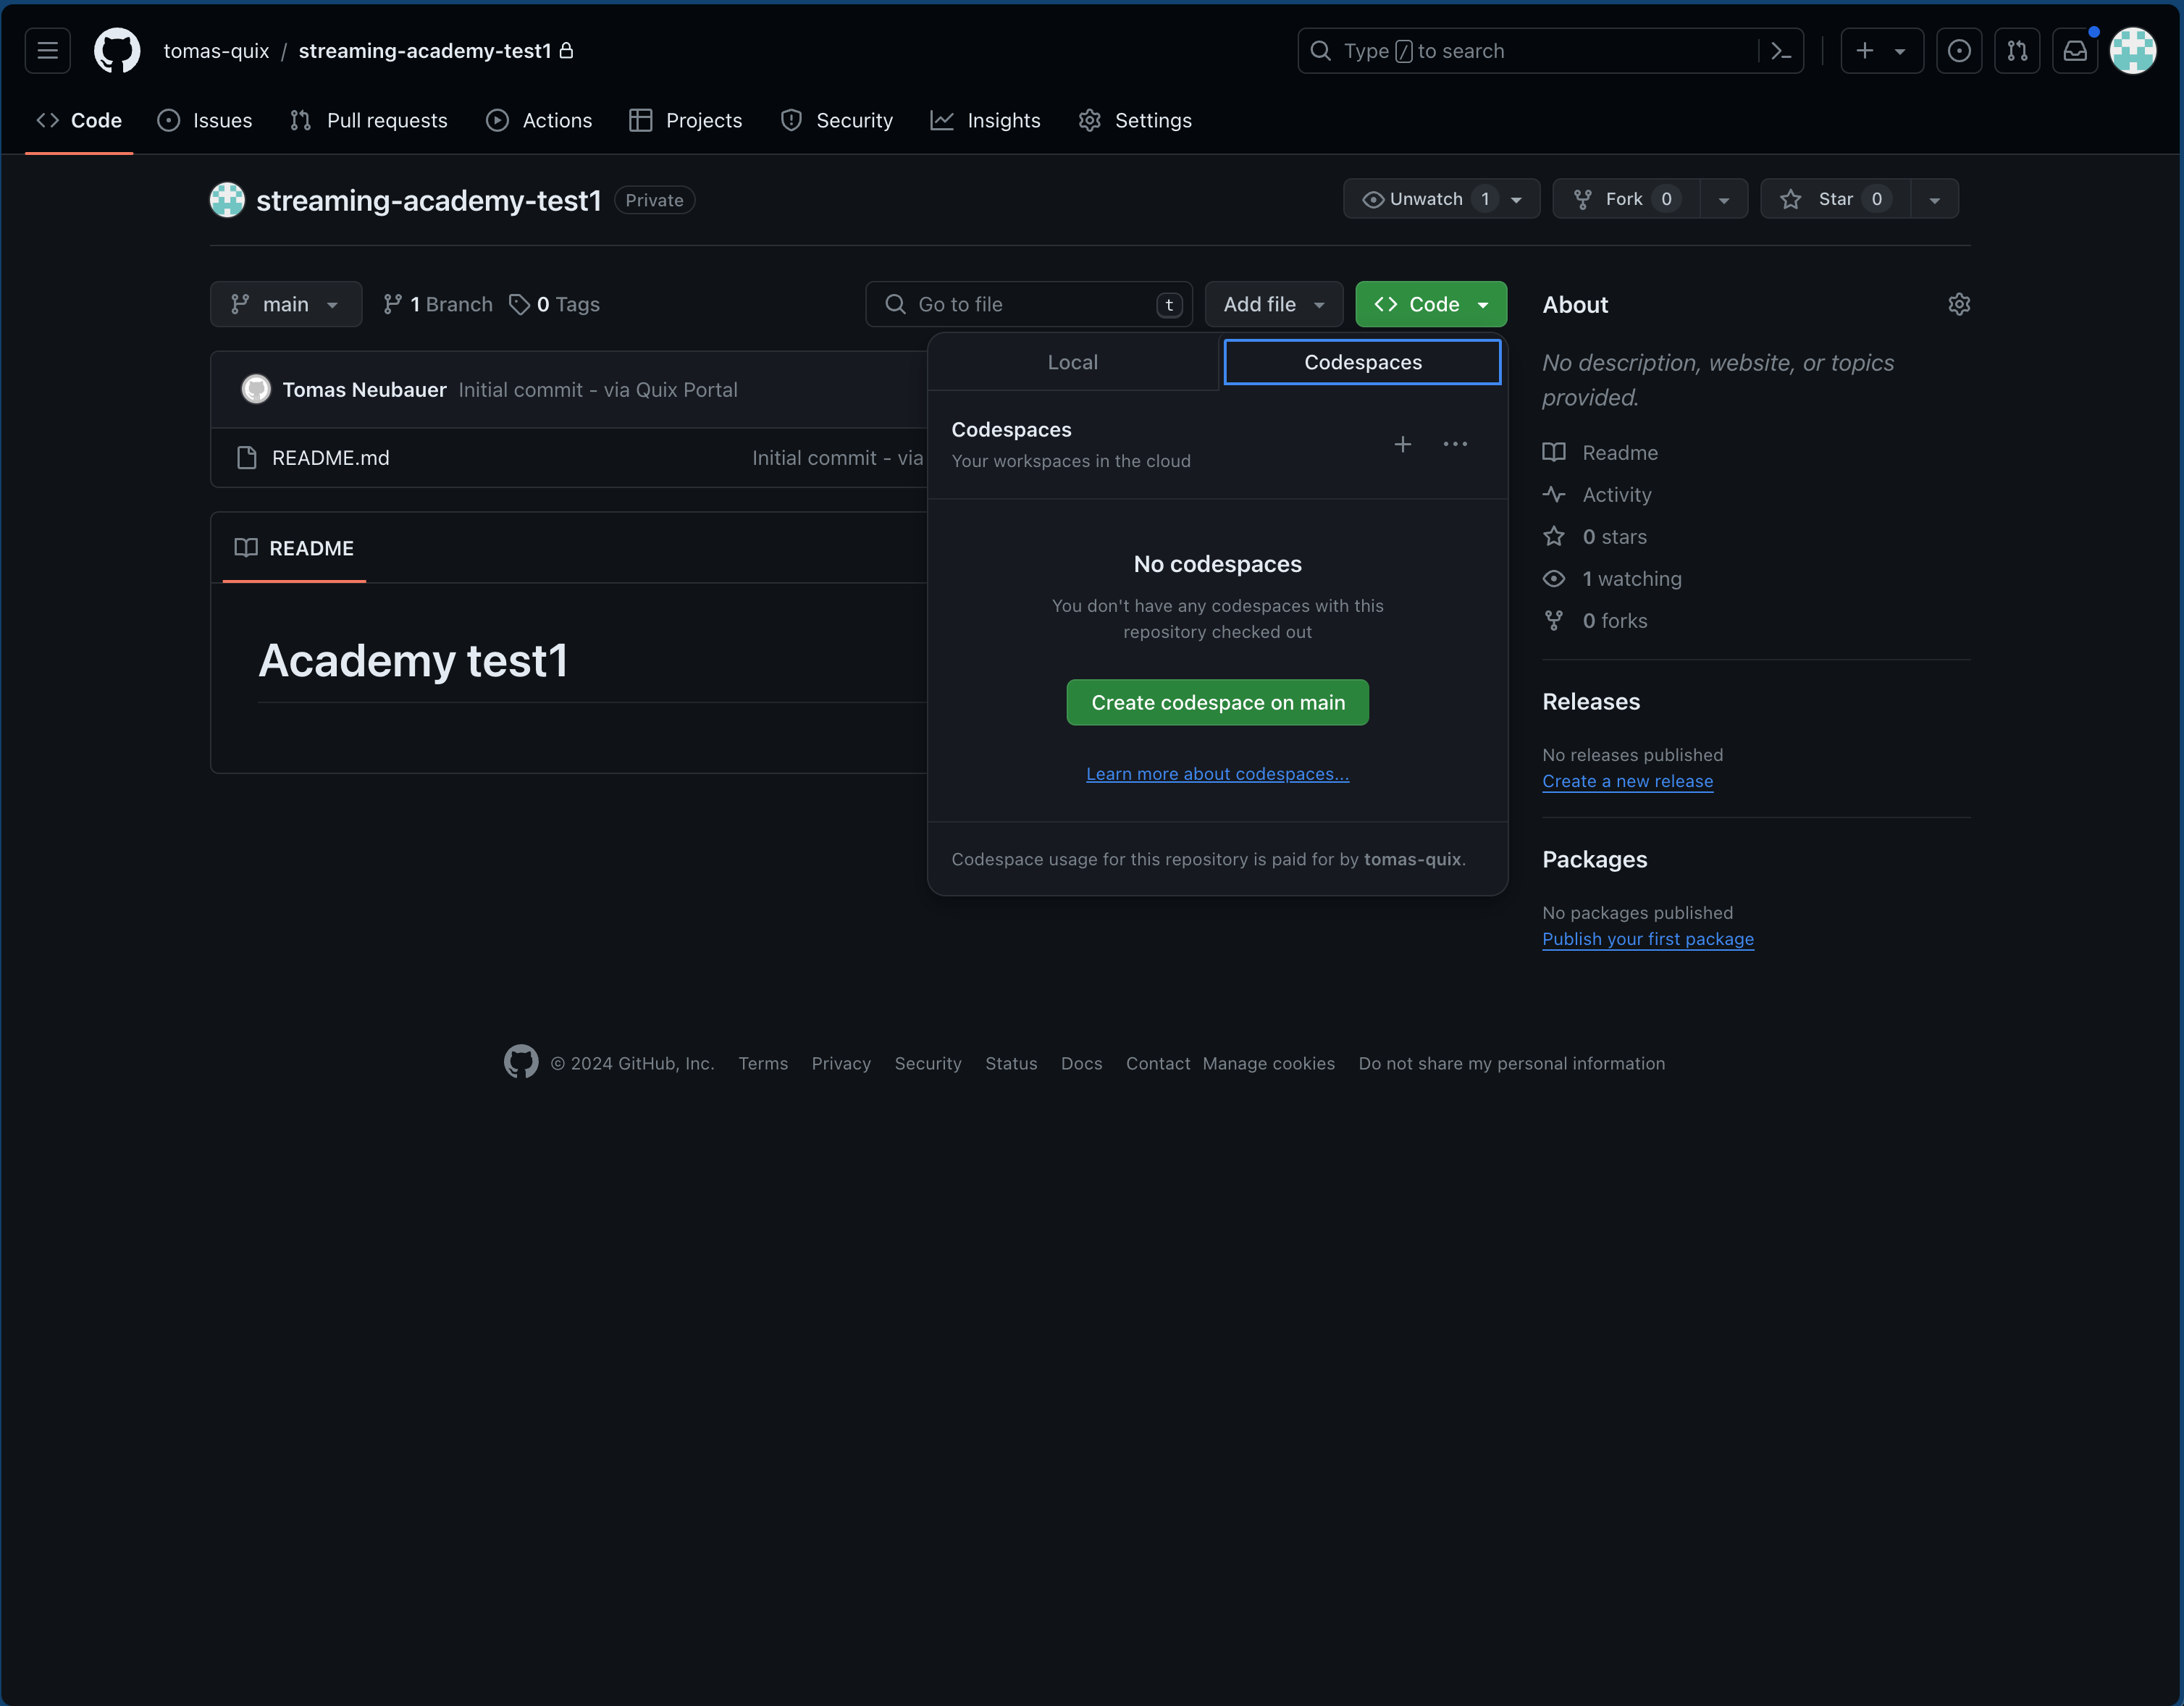 tomas-quix / streaming-academy-test1
Type / to search
Code Issues Pull requests Actions Projects Security Insights Settings
streaming-academy-test1 Private
Unwatch 1 Fork 0 Star 0
main 1 Branch 0 Tags
Go to file t Add file Code
Tomas Neubauer Initial commit - via Quix Portal
README.md Initial commit - via
README
Academy test1
Local Codespaces
Codespaces
Your workspaces in the cloud
No codespaces
You don't have any codespaces with this
repository checked out
Create codespace on main
Learn more about codespaces...
Codespace usage for this repository is paid for by tomas-quix.
About
No description, website, or topics
provided.
Readme
Activity
0 stars
1 watching
0 forks
Releases
No releases published
Create a new release
Packages
No packages published
Publish your first package
© 2024 GitHub, Inc. Terms Privacy Security Status Docs Contact Manage cookies Do not share my personal information